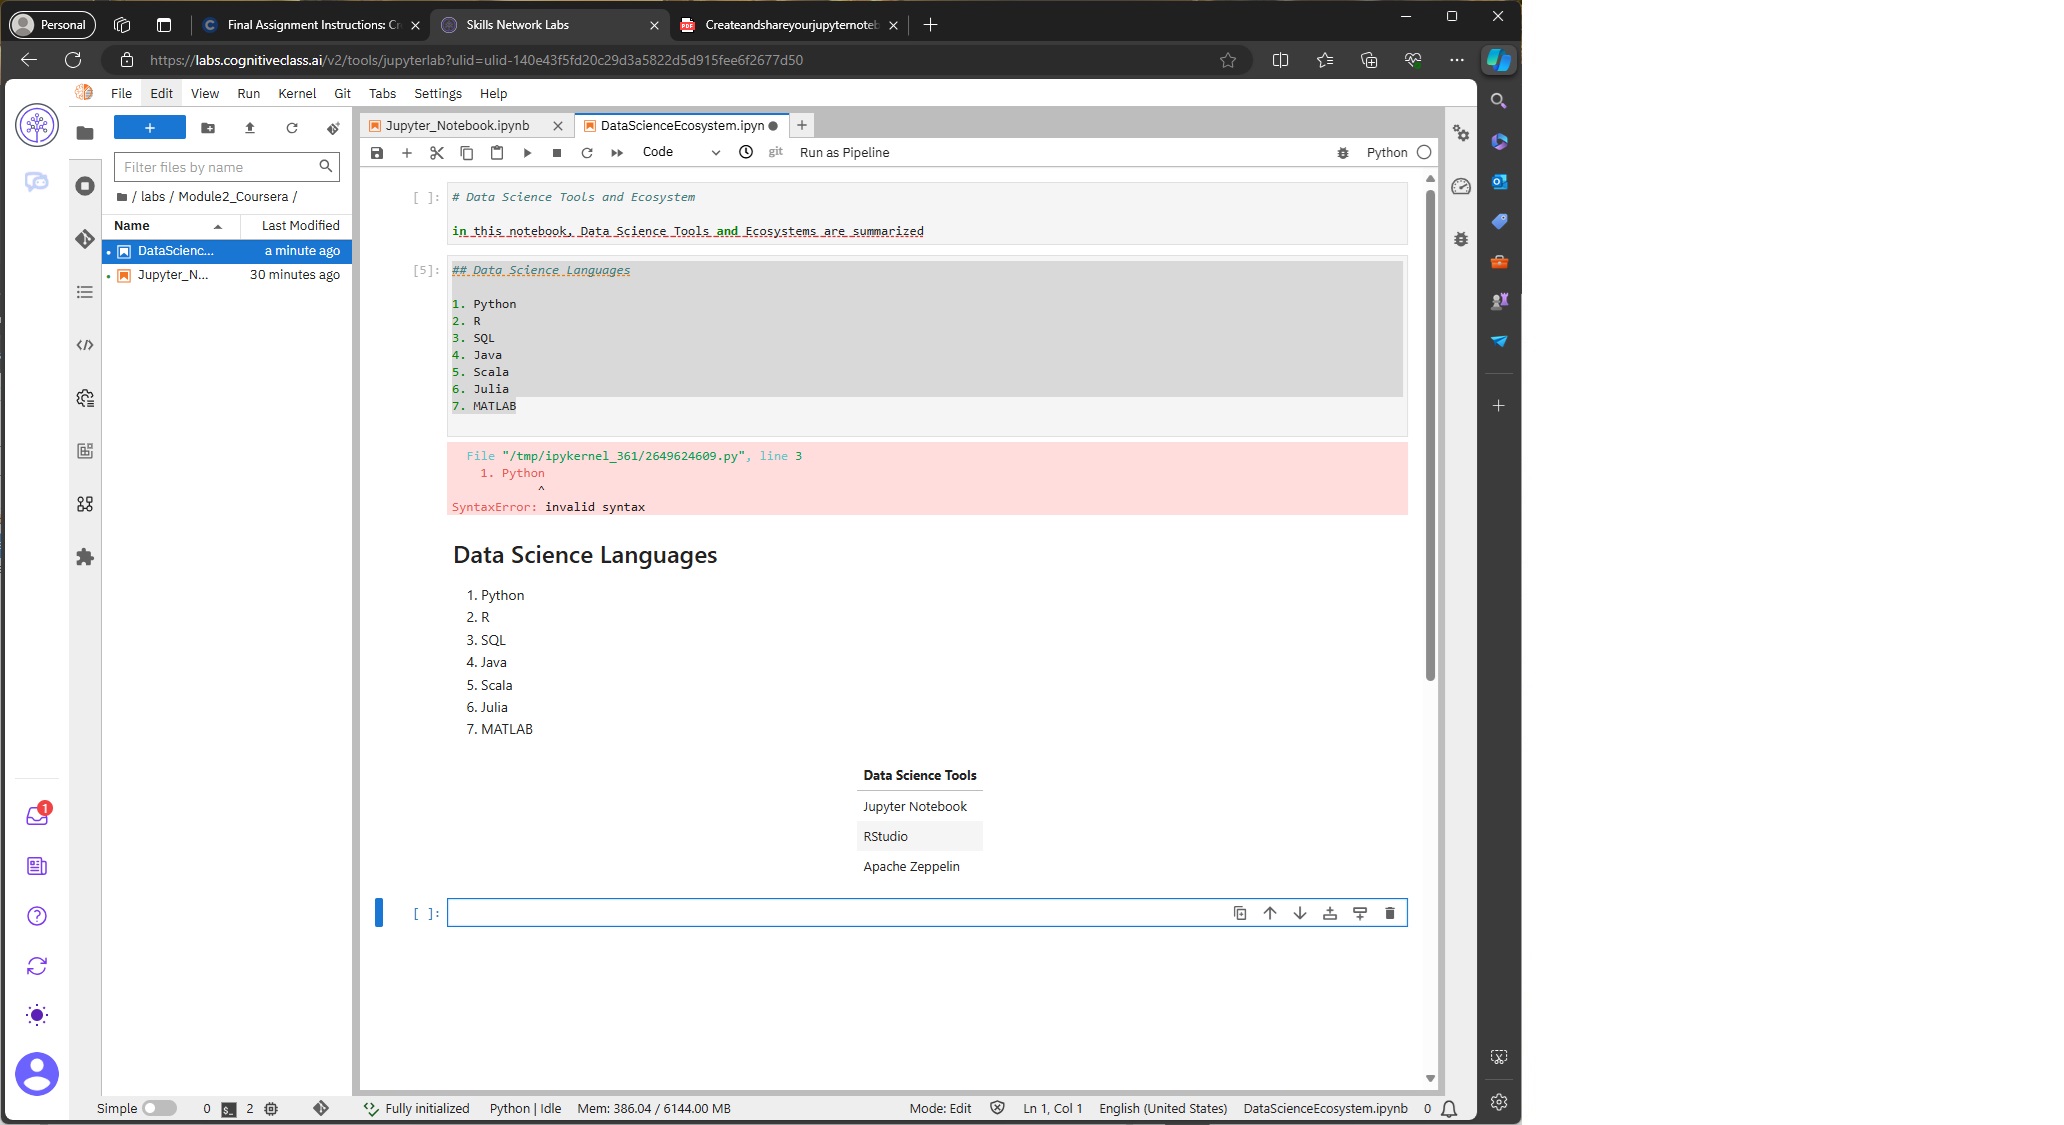 Personal
Final Assignment Instructions: Cr
Skills Network Labs
PDF
Createandshareyourjupyternoteb
https://labs.cognitiveclass.ai/v2/tools/jupyterlab?ulid=ulid-140e43f5fd20c29d3a5822d5d915fee6f2677d50
File Edit View Run Kernel Git Tabs Settings Help
Filter files by name
/ labs / Module2_Coursera /
Name Last Modified
DataScienc... a minute ago
Jupyter_N... 30 minutes ago
Jupyter_Notebook.ipynb
DataScienceEcosystem.ipyn
Code
git
Run as Pipeline
Python
[ ]: # Data Science Tools and Ecosystem
in this notebook, Data Science Tools and Ecosystems are summarized
[5]: ## Data Science Languages
1. Python
2. R
3. SQL
4. Java
5. Scala
6. Julia
7. MATLAB
File "/tmp/ipykernel_361/2649624609.py", line 3
1. Python
^
SyntaxError: invalid syntax
Data Science Languages
1. Python
2. R
3. SQL
4. Java
5. Scala
6. Julia
7. MATLAB
Data Science Tools
Jupyter Notebook
RStudio
Apache Zeppelin
[ ]:
1
Simple 0 $_ 2 Fully initialized Python | Idle Mem: 386.04 / 6144.00 MB Mode: Edit Ln 1, Col 1 English (United States) DataScienceEcosystem.ipynb 0